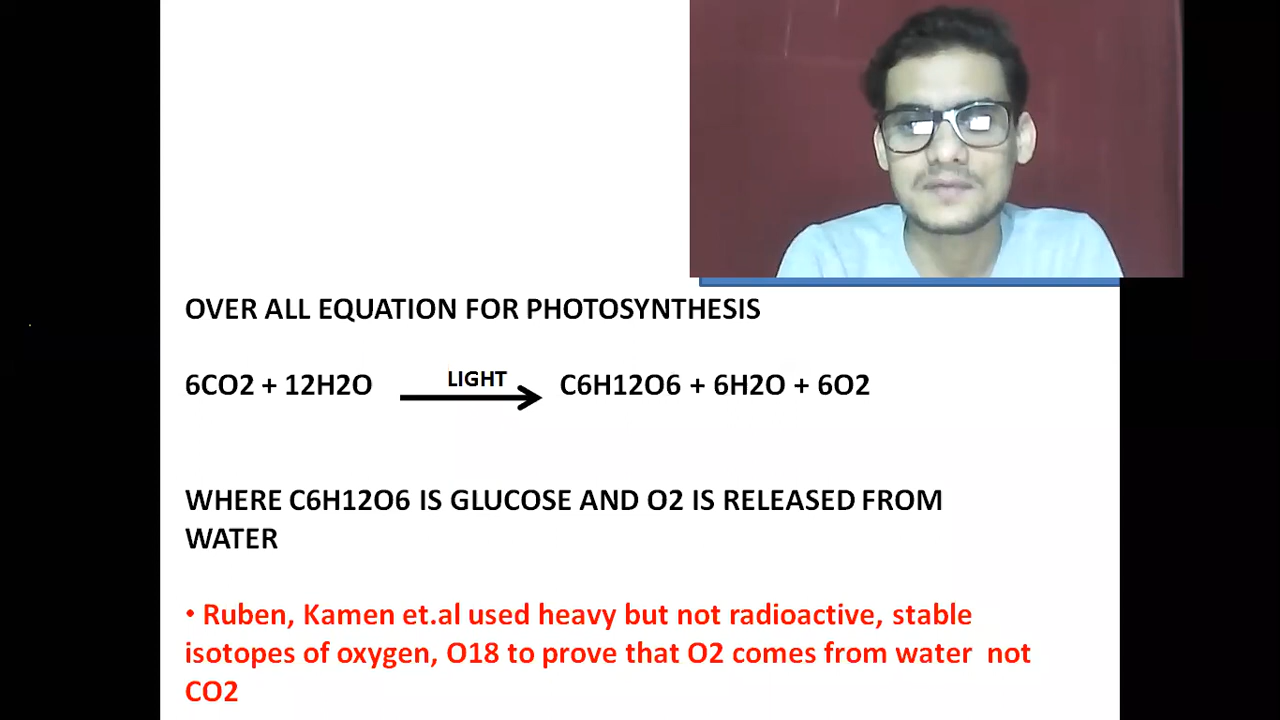 OVER ALL EQUATION FOR PHOTOSYNTHESIS
LIGHT
6CO2 + 12H2O C6H12O6 + 6H2O + 6O2
WHERE C6H12O6 IS GLUCOSE AND O2 IS RELEASED FROM
WATER
• Ruben, Kamen et.al used heavy but not radioactive, stable
isotopes of oxygen, O18 to prove that O2 comes from water  not
CO2